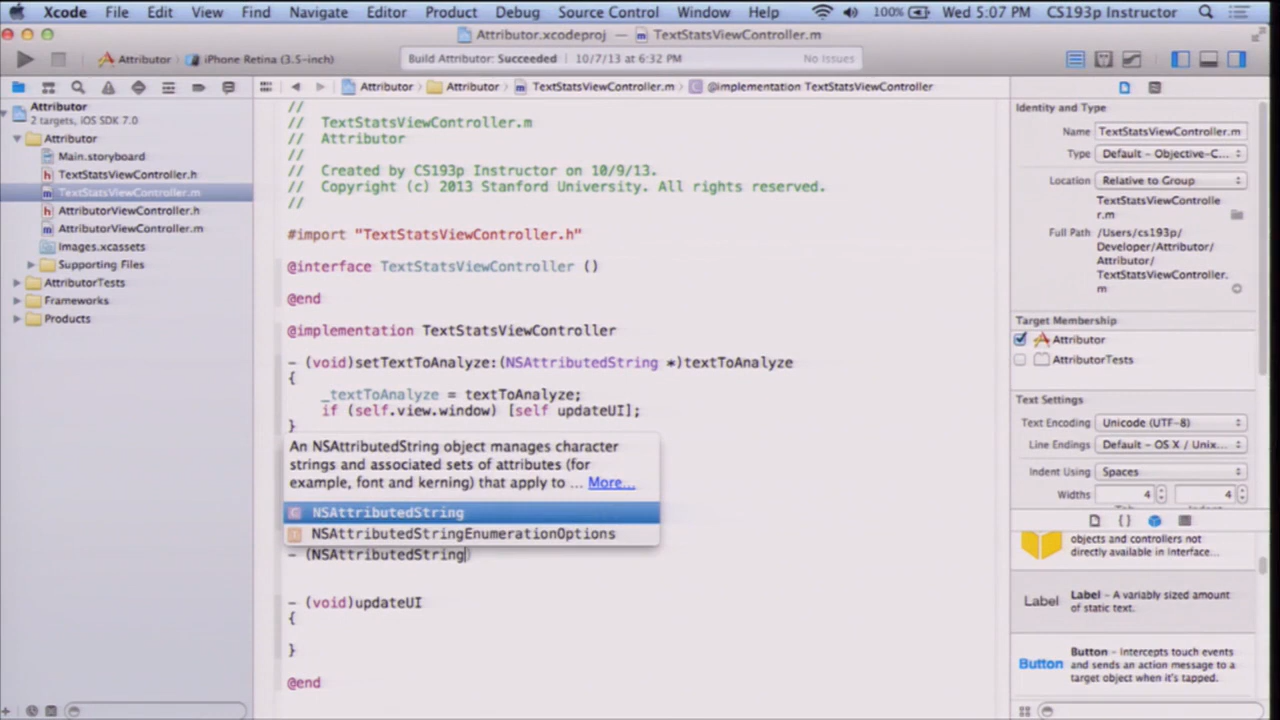 Xcode File Edit View Find Navigate Editor Product Debug Source Control Window Help 100% Wed 5:07 PM CS193p Instructor
Attributor.xcodeproj — TextStatsViewController.m
Attributor iPhone Retina (3.5-inch) Build Attributor: Succeeded 10/7/13 at 6:32 PM No Issues
Attributor Attributor TextStatsViewController.m @implementation TextStatsViewController
Attributor
2 targets, iOS SDK 7.0
Attributor
Main.storyboard
TextStatsViewController.h
TextStatsViewController.m
AttributorViewController.h
AttributorViewController.m
Images.xcassets
Supporting Files
AttributorTests
Frameworks
Products
//
// TextStatsViewController.m
// Attributor
//
// Created by CS193p Instructor on 10/9/13.
// Copyright (c) 2013 Stanford University. All rights reserved.
//
#import "TextStatsViewController.h"
@interface TextStatsViewController ()
@end
@implementation TextStatsViewController
- (void)setTextToAnalyze:(NSAttributedString *)textToAnalyze
{
_textToAnalyze = textToAnalyze;
if (self.view.window) [self updateUI];
}
An NSAttributedString object manages character
strings and associated sets of attributes (for
example, font and kerning) that apply to ... More...
NSAttributedString
NSAttributedStringEnumerationOptions
- (NSAttributedString)
- (void)updateUI
{
}
@end
Identity and Type
Name TextStatsViewController.m
Type Default - Objective-C...
Location Relative to Group
TextStatsViewControlle
r.m
Full Path /Users/cs193p/
Developer/Attributor/
Attributor/
TextStatsViewController.
m
Target Membership
Attributor
AttributorTests
Text Settings
Text Encoding Unicode (UTF-8)
Line Endings Default - OS X / Unix...
Indent Using Spaces
Widths 4 4
objects and controllers not
directly available in Interface...
Label Label - A variably sized amount
of static text.
Button Button - Intercepts touch events
and sends an action message to a
target object when it's tapped.